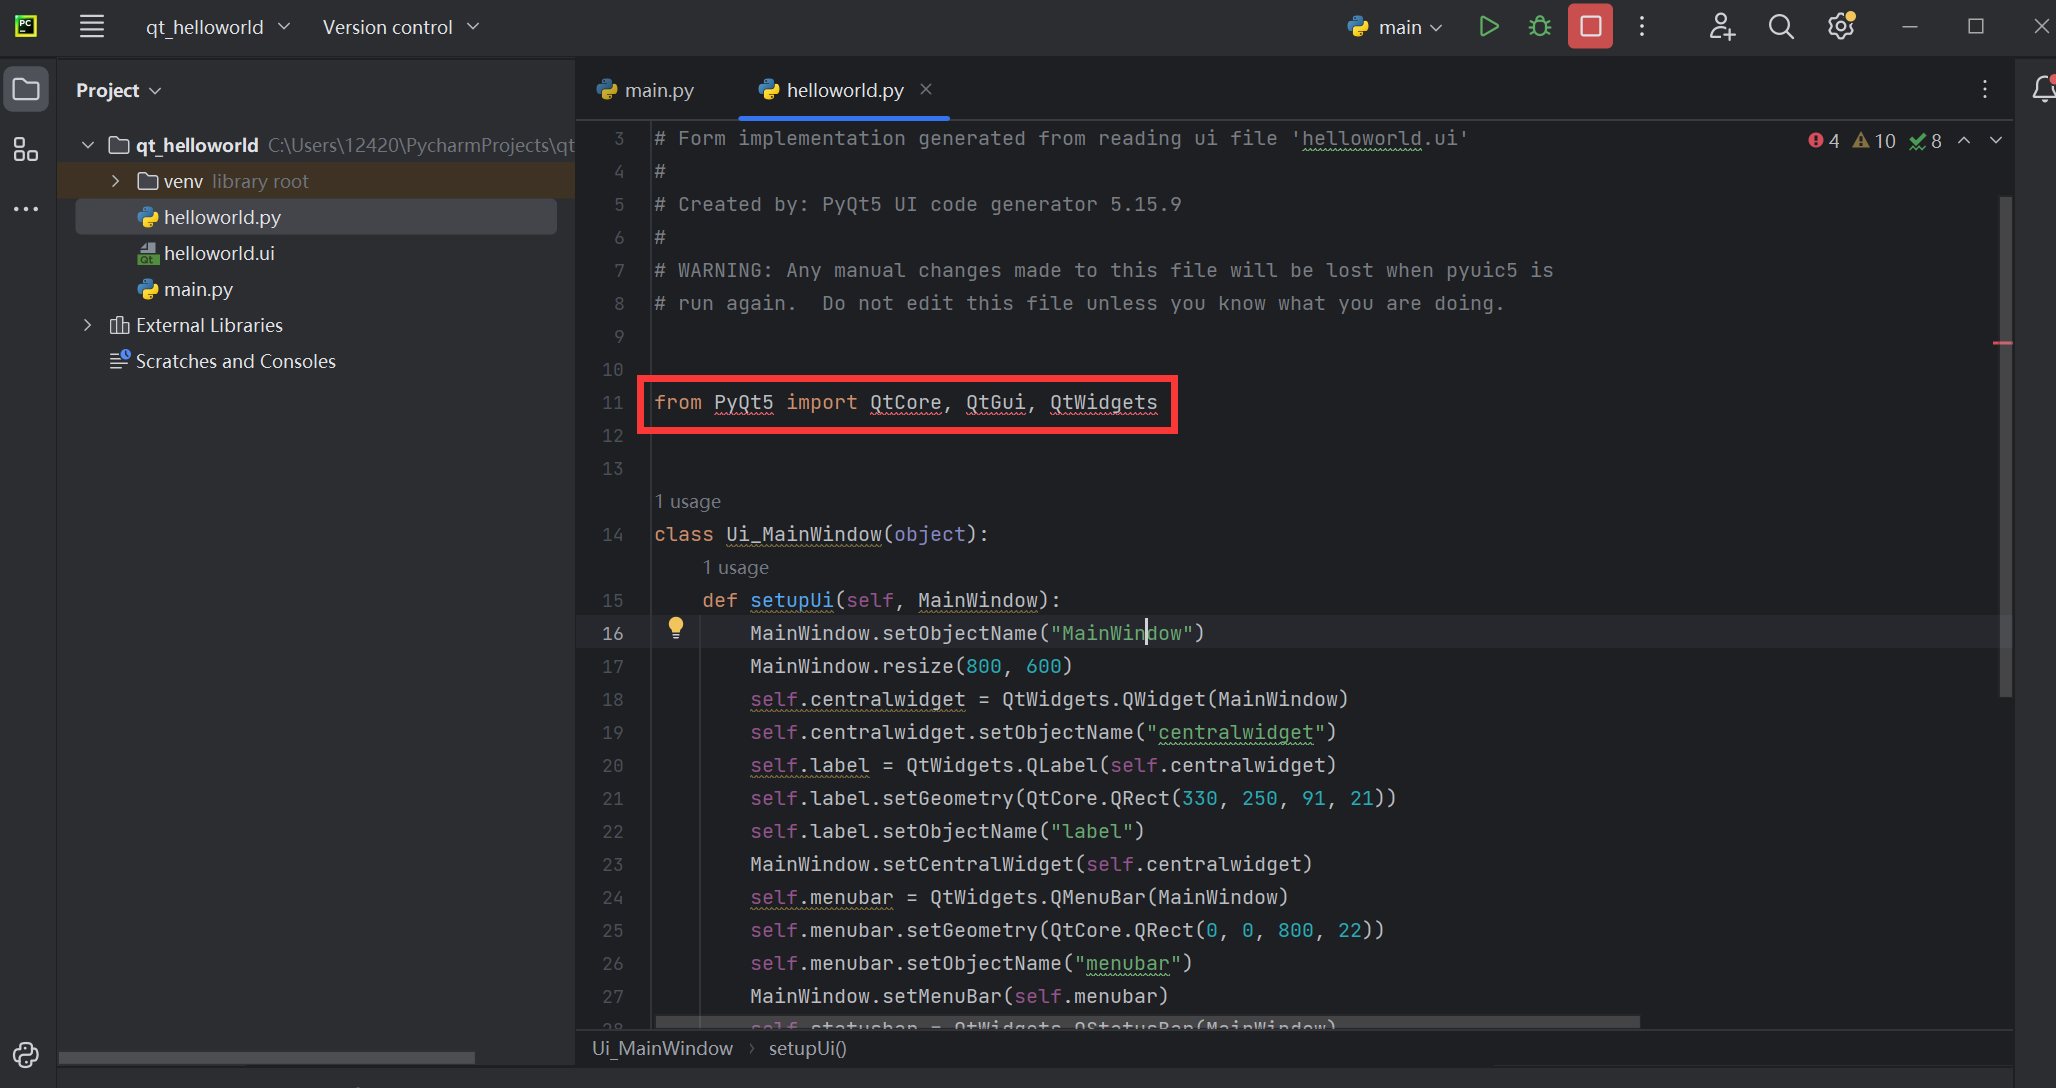 PC
qt_helloworld
Version control
main
Project
qt_helloworld C:\Users\12420\PycharmProjects\qt
venv library root
helloworld.py
helloworld.ui
main.py
External Libraries
Scratches and Consoles
main.py
helloworld.py
4 10 8
3 # Form implementation generated from reading ui file 'helloworld.ui'
4 #
5 # Created by: PyQt5 UI code generator 5.15.9
6 #
7 # WARNING: Any manual changes made to this file will be lost when pyuic5 is
8 # run again.  Do not edit this file unless you know what you are doing.
9
10
11 from PyQt5 import QtCore, QtGui, QtWidgets
12
13
1 usage
14 class Ui_MainWindow(object):
1 usage
15 def setupUi(self, MainWindow):
16 MainWindow.setObjectName("MainWindow")
17 MainWindow.resize(800, 600)
18 self.centralwidget = QtWidgets.QWidget(MainWindow)
19 self.centralwidget.setObjectName("centralwidget")
20 self.label = QtWidgets.QLabel(self.centralwidget)
21 self.label.setGeometry(QtCore.QRect(330, 250, 91, 21))
22 self.label.setObjectName("label")
23 MainWindow.setCentralWidget(self.centralwidget)
24 self.menubar = QtWidgets.QMenuBar(MainWindow)
25 self.menubar.setGeometry(QtCore.QRect(0, 0, 800, 22))
26 self.menubar.setObjectName("menubar")
27 MainWindow.setMenuBar(self.menubar)
28 self.statusbar = QtWidgets.QStatusBar(MainWindow)
Ui_MainWindow › setupUi()